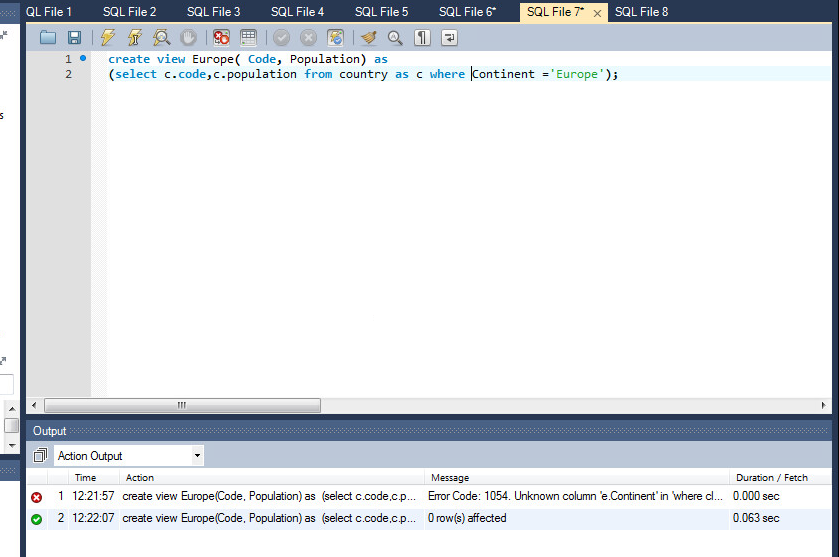 QL File 1 SQL File 2 SQL File 3 SQL File 4 SQL File 5 SQL File 6* SQL File 7* SQL File 8
1 create view Europe( Code, Population) as
2 (select c.code,c.population from country as c where Continent ='Europe');
s
Output
Action Output
Time Action Message Duration / Fetch
1 12:21:57 create view Europe(Code, Population) as (select c.code,c.p... Error Code: 1054. Unknown column 'e.Continent' in 'where cl... 0.000 sec
2 12:22:07 create view Europe(Code, Population) as (select c.code,c.p... 0 row(s) affected 0.063 sec